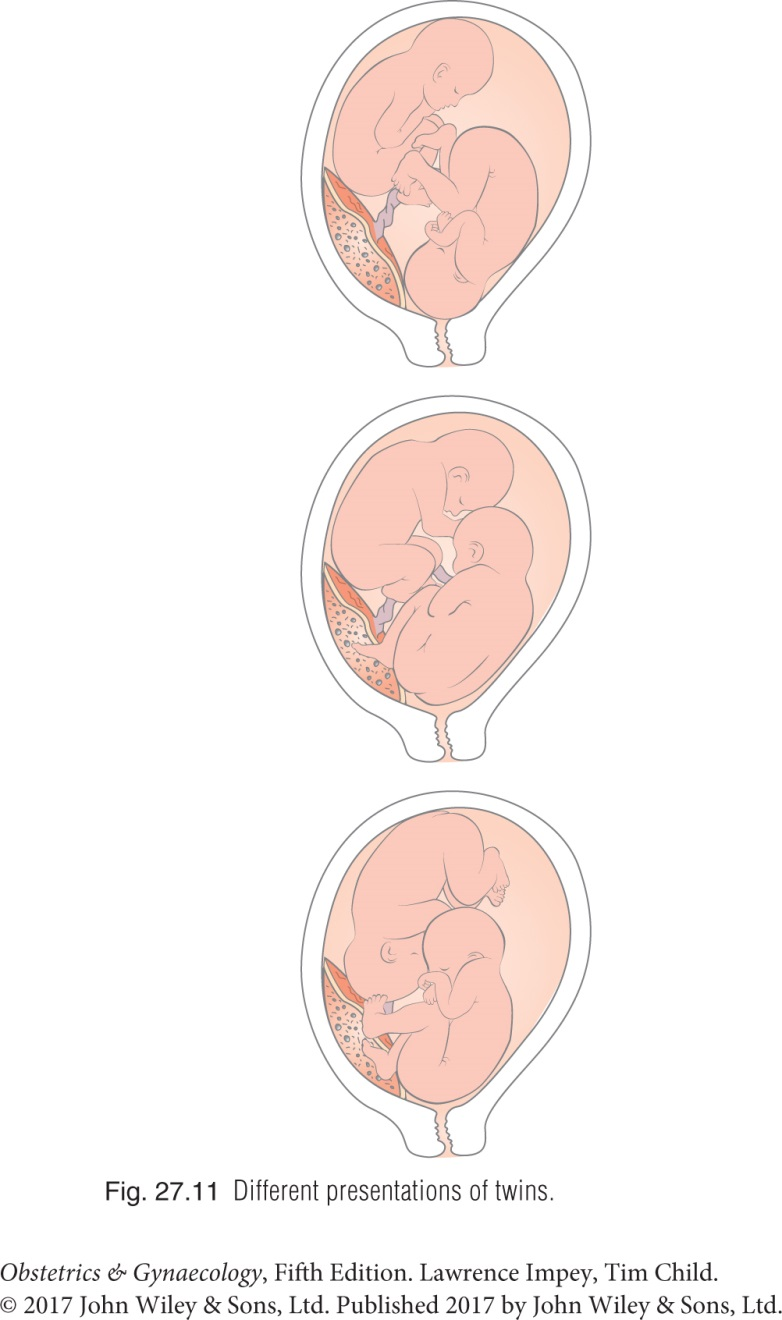 Fig. 27.11 Different presentations of twins.
Obstetrics & Gynaecology, Fifth Edition. Lawrence Impey, Tim Child.
© 2017 John Wiley & Sons, Ltd. Published 2017 by John Wiley & Sons, Ltd.